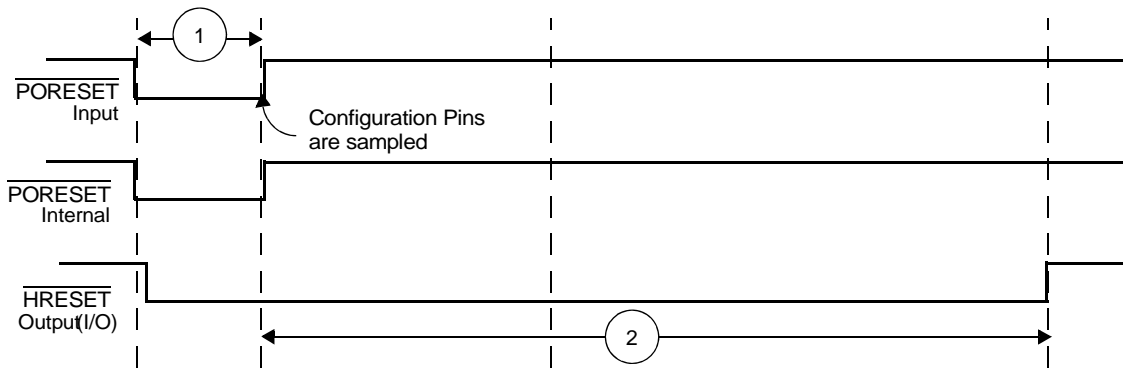 1
PORESET
Input
Configuration Pins
are sampled
PORESET
Internal
HRESET
Output(I/O)
2